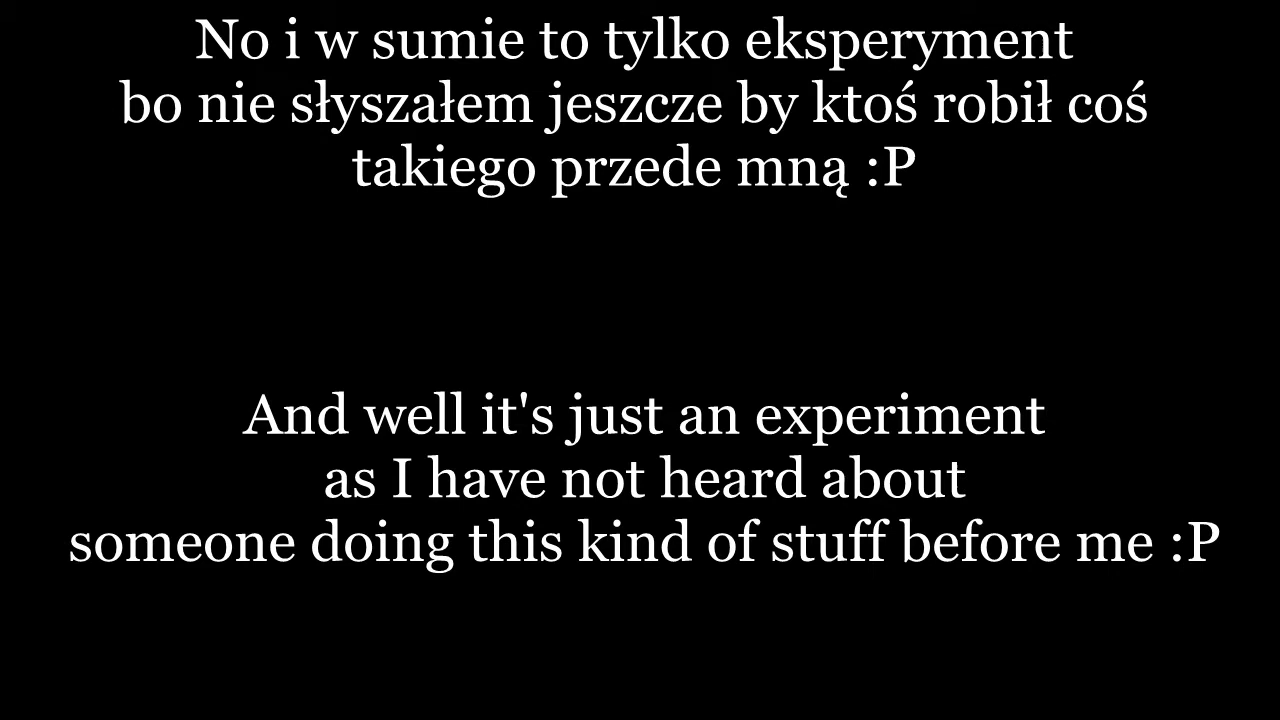 No i w sumie to tylko eksperyment
bo nie słyszałem jeszcze by ktoś robił coś
takiego przede mną :P
And well it's just an experiment
as I have not heard about
someone doing this kind of stuff before me :P